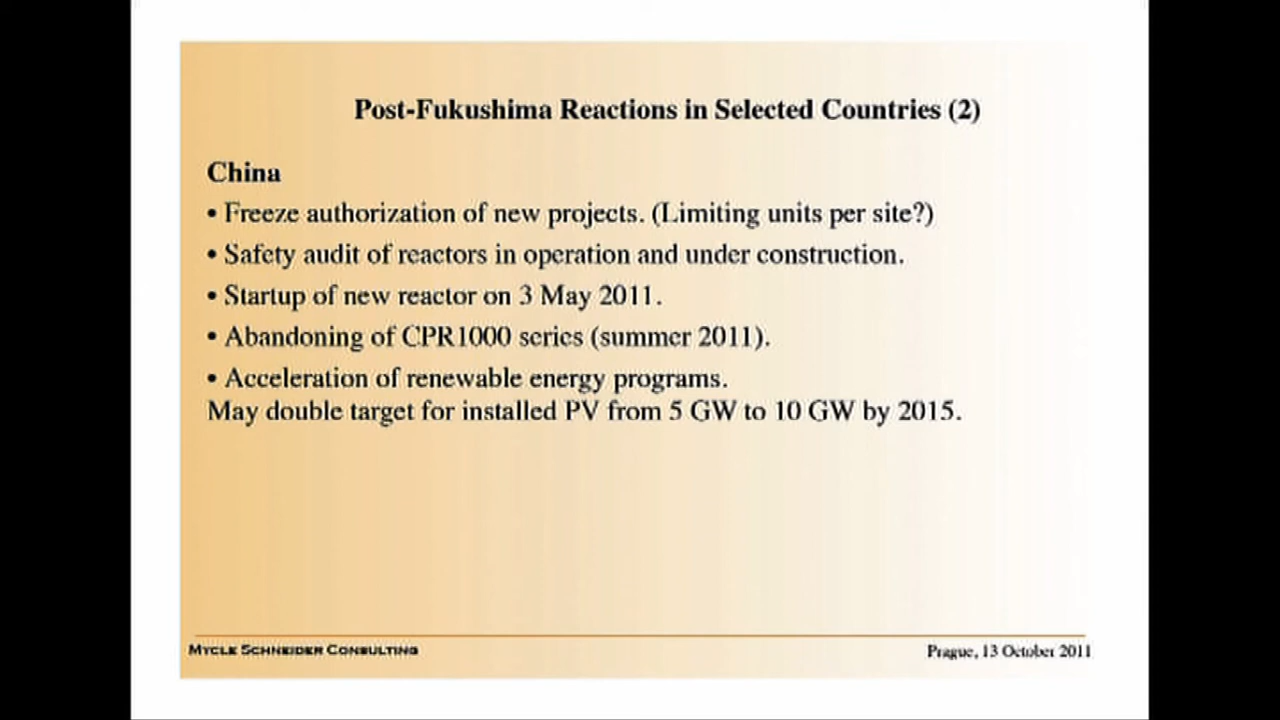 Post-Fukushima Reactions in Selected Countries (2)
China
• Freeze authorization of new projects. (Limiting units per site?)
• Safety audit of reactors in operation and under construction.
• Startup of new reactor on 3 May 2011.
• Abandoning of CPR1000 series (summer 2011).
• Acceleration of renewable energy programs.
May double target for installed PV from 5 GW to 10 GW by 2015.
MYCLE SCHNEIDER CONSULTING
Prague, 13 October 2011